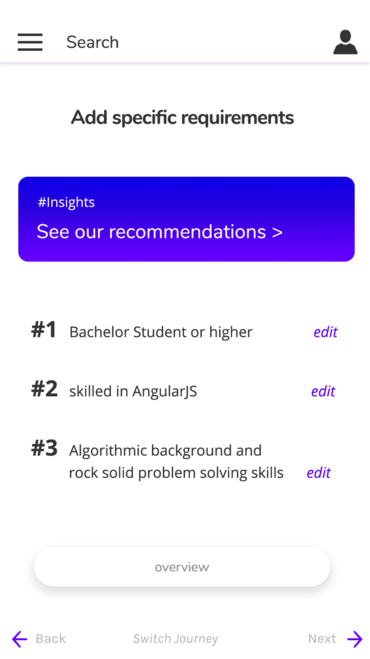 Search
Add specific requirements
#Insights
See our recommendations >
#1 Bachelor Student or higher edit
#2 skilled in AngularJS edit
#3 Algorithmic background and
rock solid problem solving skills edit
overview
Back Switch Journey Next